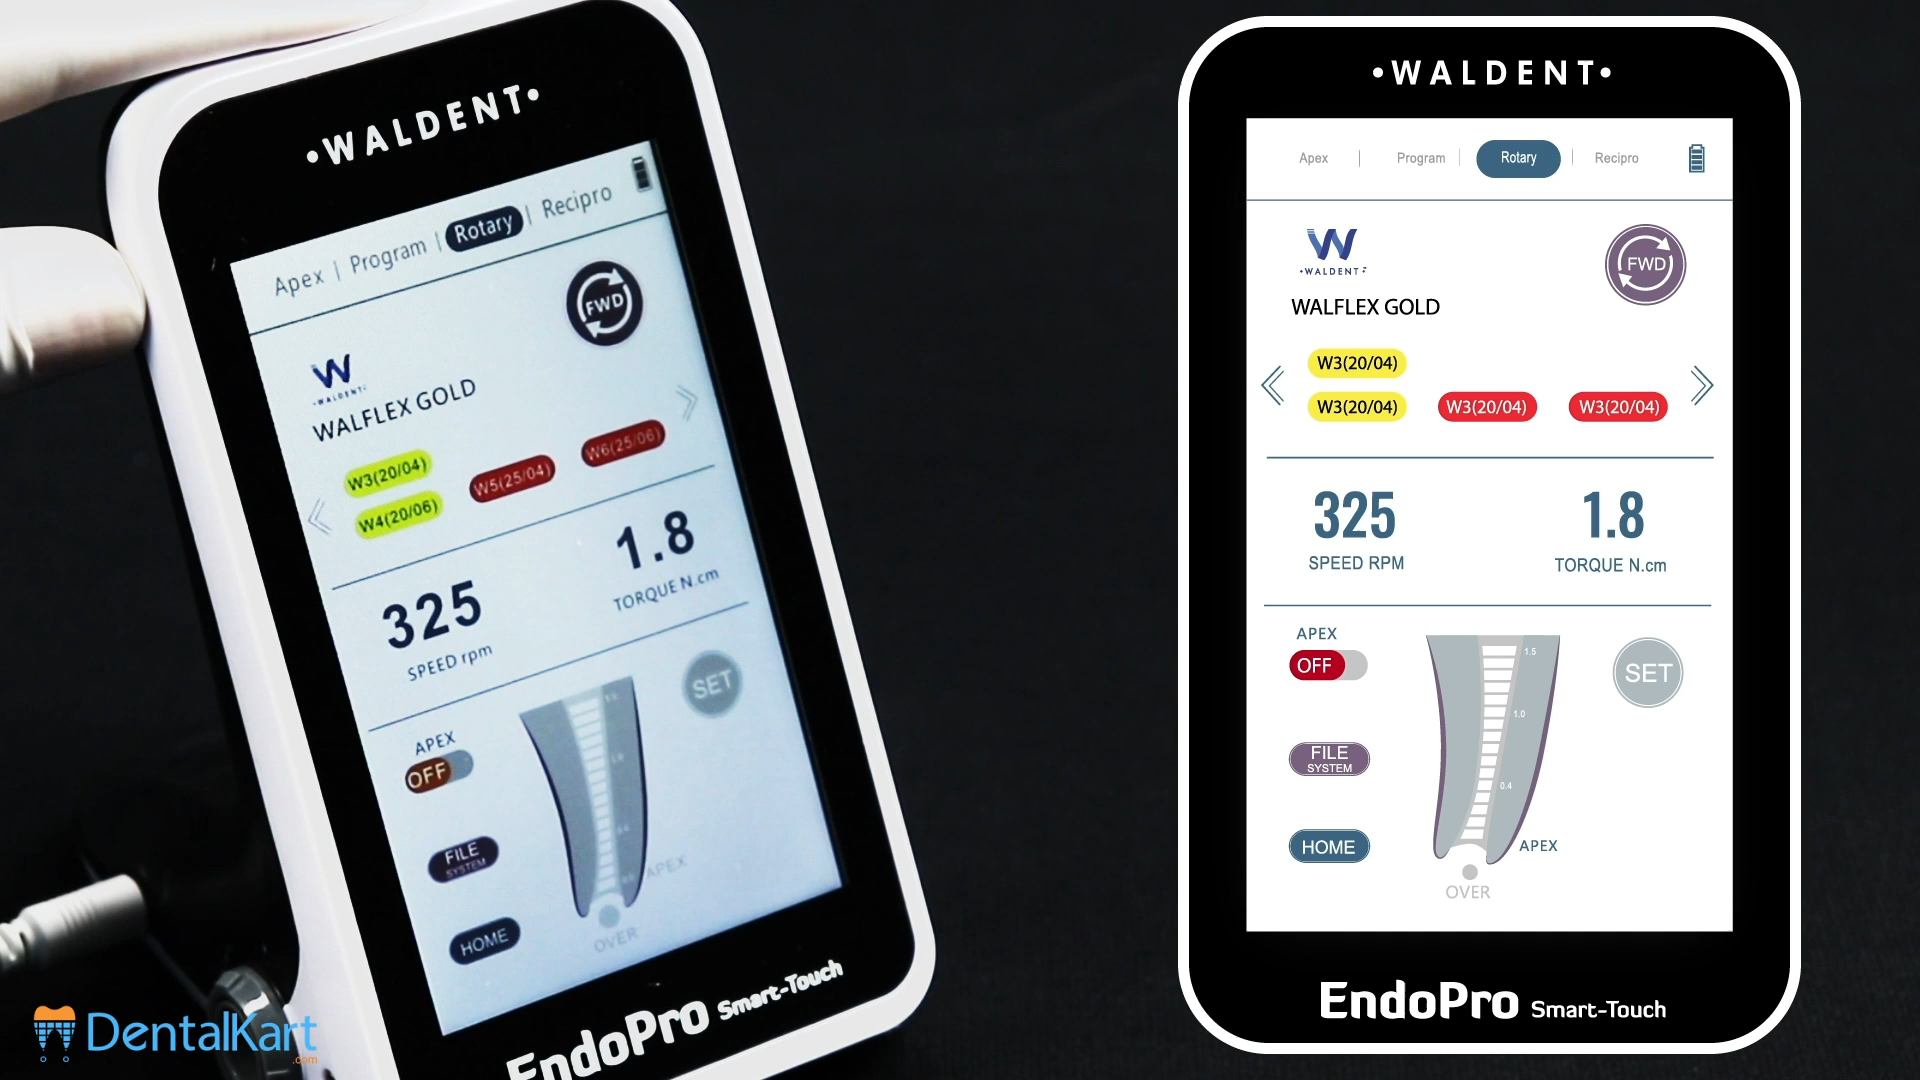 •WALDENT•
Apex | Program | Rotary | Recipro
FWD
W
•WALDENT
WALFLEX GOLD
W3(20/04)
W4(20/06) W5(25/04) W6(25/06)
325 1.8
SPEED rpm TORQUE N.cm
APEX
OFF
SET
FILE
SYSTEM
APEX
HOME
OVER
EndoPro Smart-Touch
DentalKart
.com
•WALDENT•
Apex | Program | Rotary | Recipro
W
•WALDENT
FWD
WALFLEX GOLD
W3(20/04)
W3(20/04) W3(20/04) W3(20/04)
325 1.8
SPEED RPM TORQUE N.cm
APEX
OFF
1.5
SET
1.0
FILE
SYSTEM
0.4
HOME
APEX
OVER
EndoPro Smart-Touch